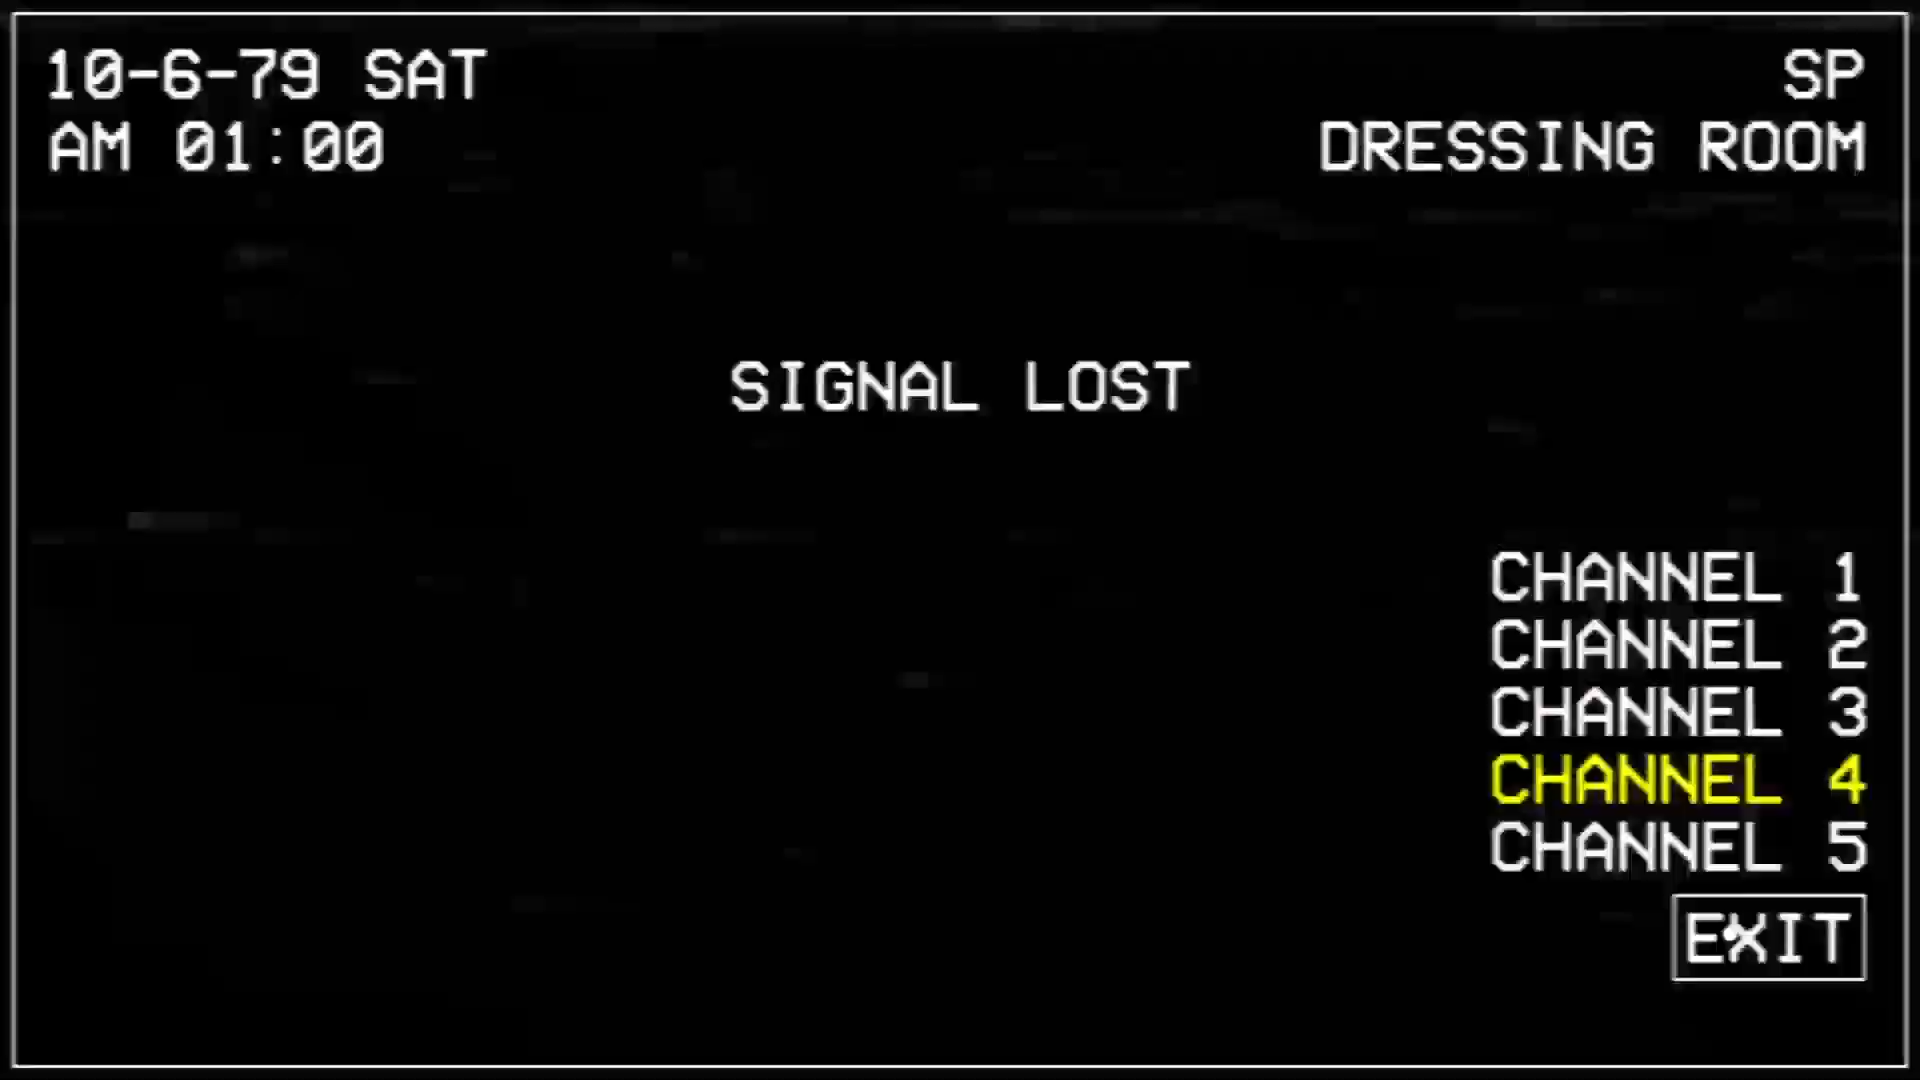 10-6-79 SAT
AM 01:00
SP
DRESSING ROOM
SIGNAL LOST
CHANNEL 1
CHANNEL 2
CHANNEL 3
CHANNEL 4
CHANNEL 5
EXIT